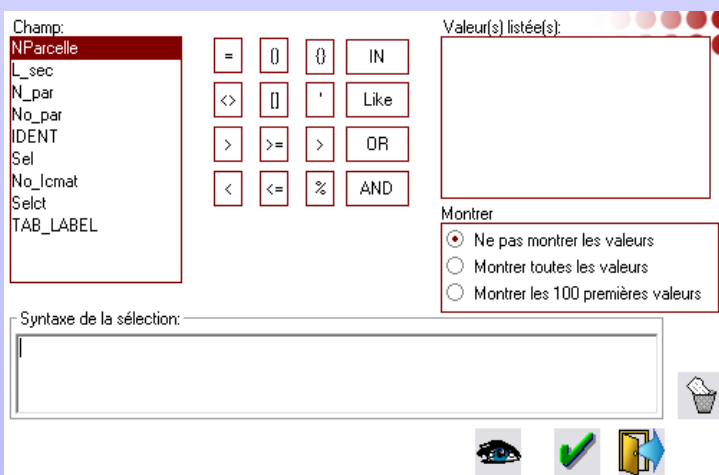 Champ:
NParcelle
L_sec
N_par
No_par
IDENT
Sel
No_lcmat
Selct
TAB_LABEL
= () {} IN
<> [] ' Like
> >= > OR
< <= % AND
Valeur(s) listée(s):
Montrer
Ne pas montrer les valeurs
Montrer toutes les valeurs
Montrer les 100 premières valeurs
Syntaxe de la sélection: